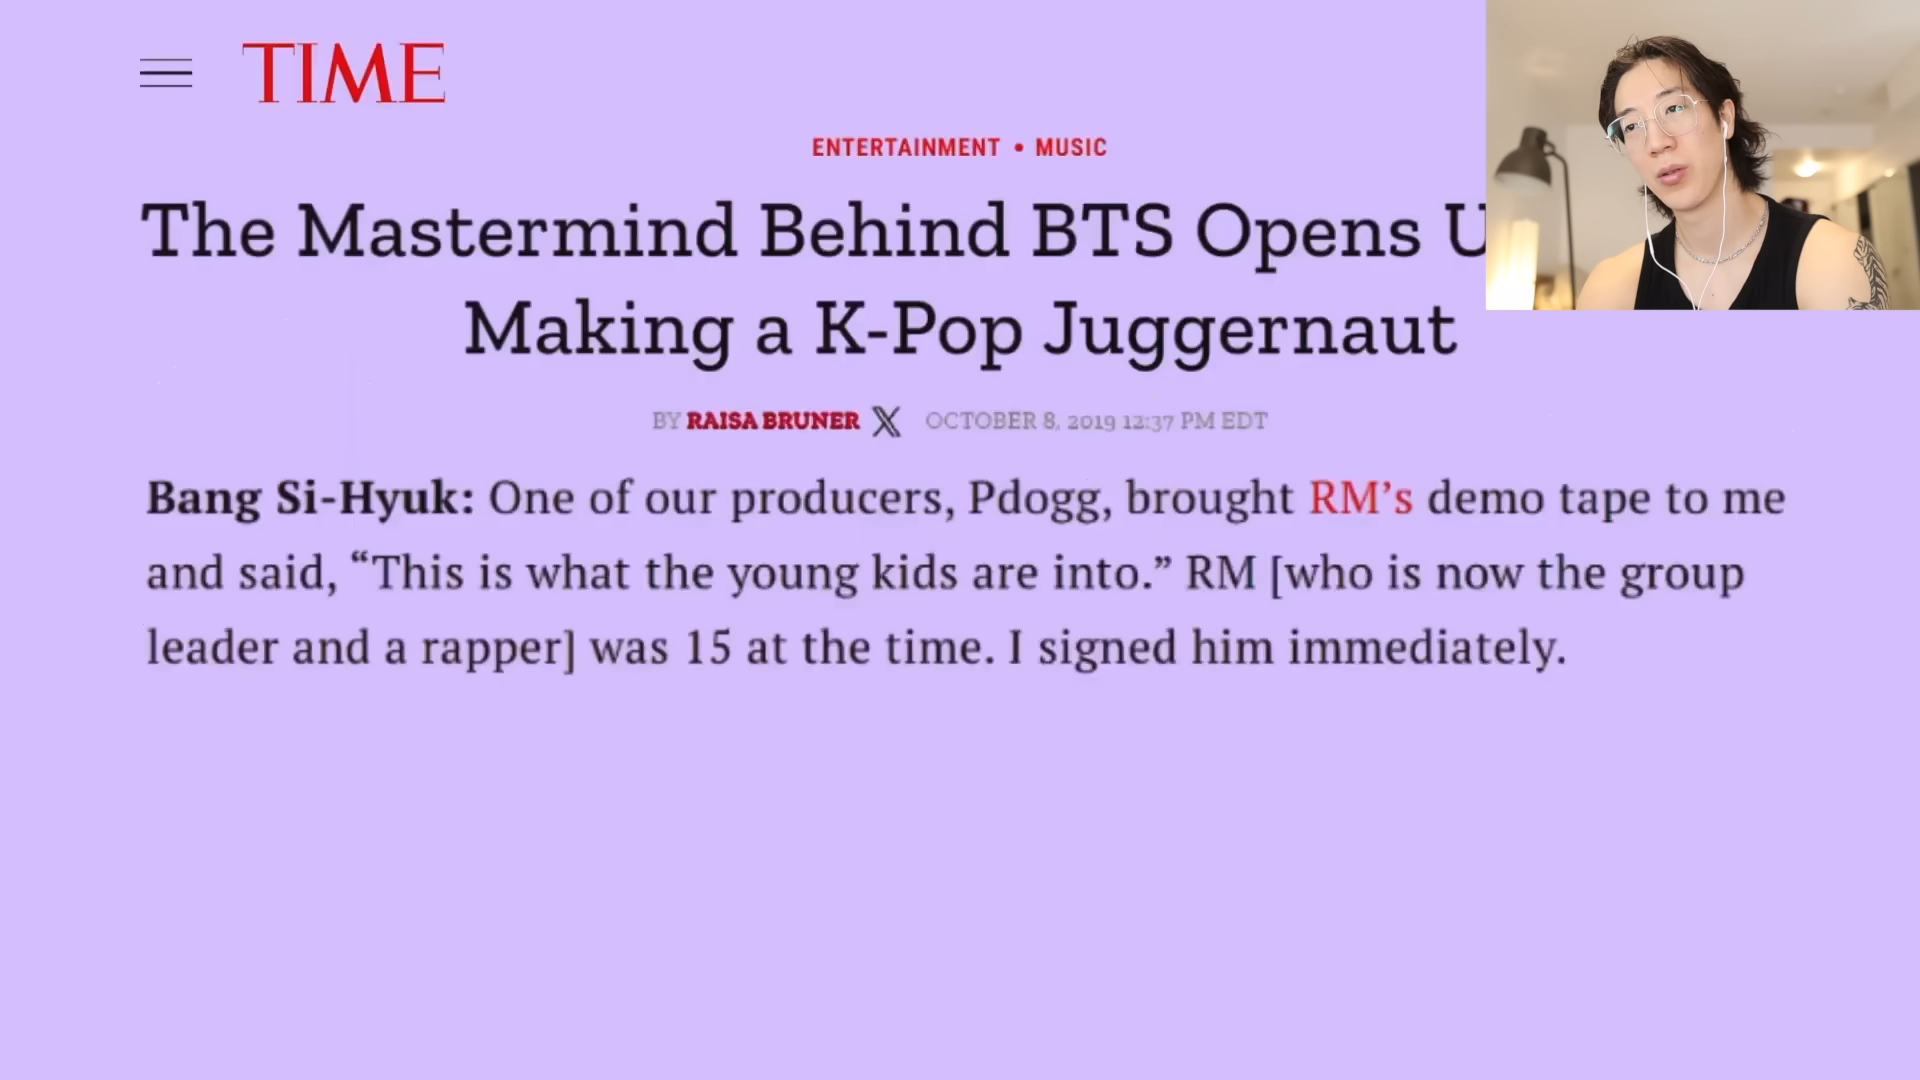 TIME
ENTERTAINMENT • MUSIC
The Mastermind Behind BTS Opens
Making a K-Pop Juggernaut
BY RAISA BRUNER X OCTOBER 8, 2019 12:37 PM EDT
Bang Si-Hyuk: One of our producers, Pdogg, brought RM’s demo tape to me
and said, “This is what the young kids are into.” RM [who is now the group
leader and a rapper] was 15 at the time. I signed him immediately.